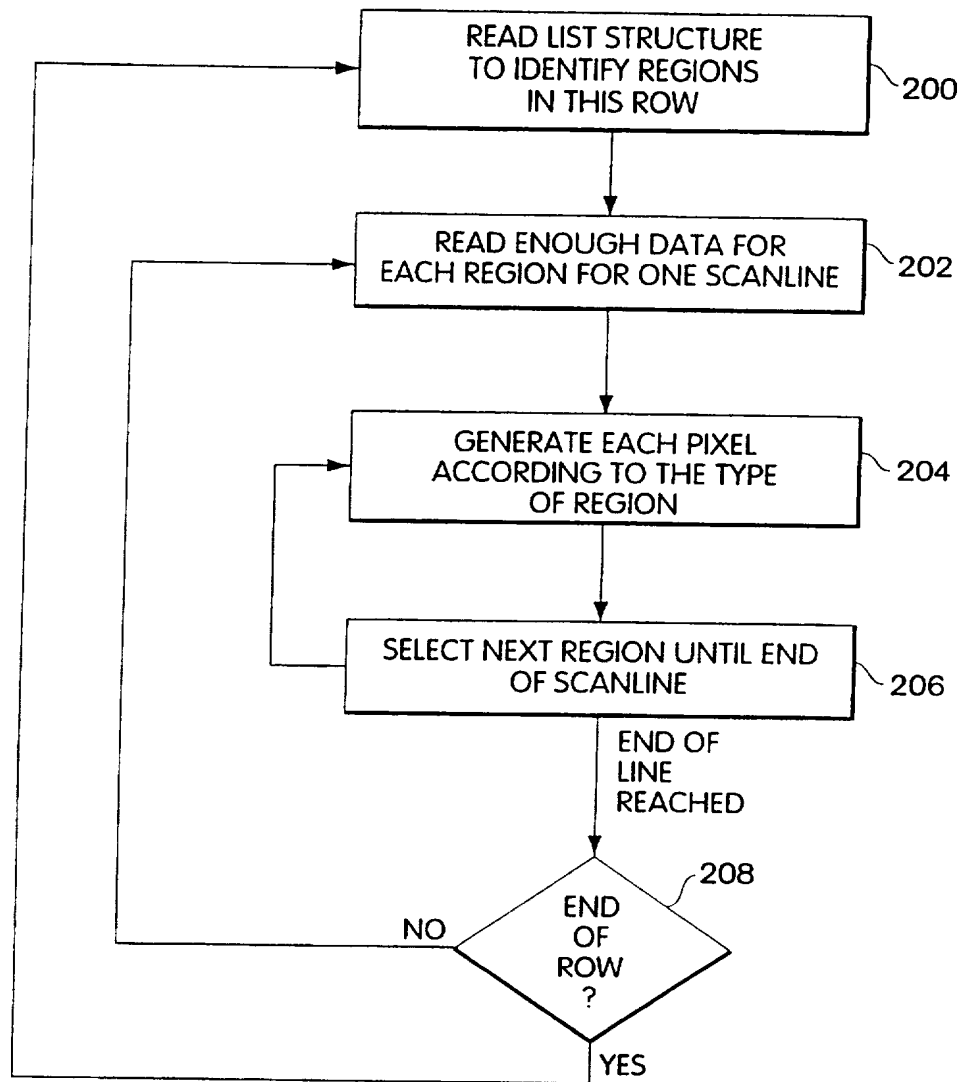 READ LIST STRUCTURE
TO IDENTIFY REGIONS
IN THIS ROW
200
READ ENOUGH DATA FOR
EACH REGION FOR ONE SCANLINE
202
GENERATE EACH PIXEL
ACCORDING TO THE TYPE
OF REGION
204
SELECT NEXT REGION UNTIL END
OF SCANLINE
206
END OF
LINE
REACHED
208
END
OF
ROW
?
NO
YES